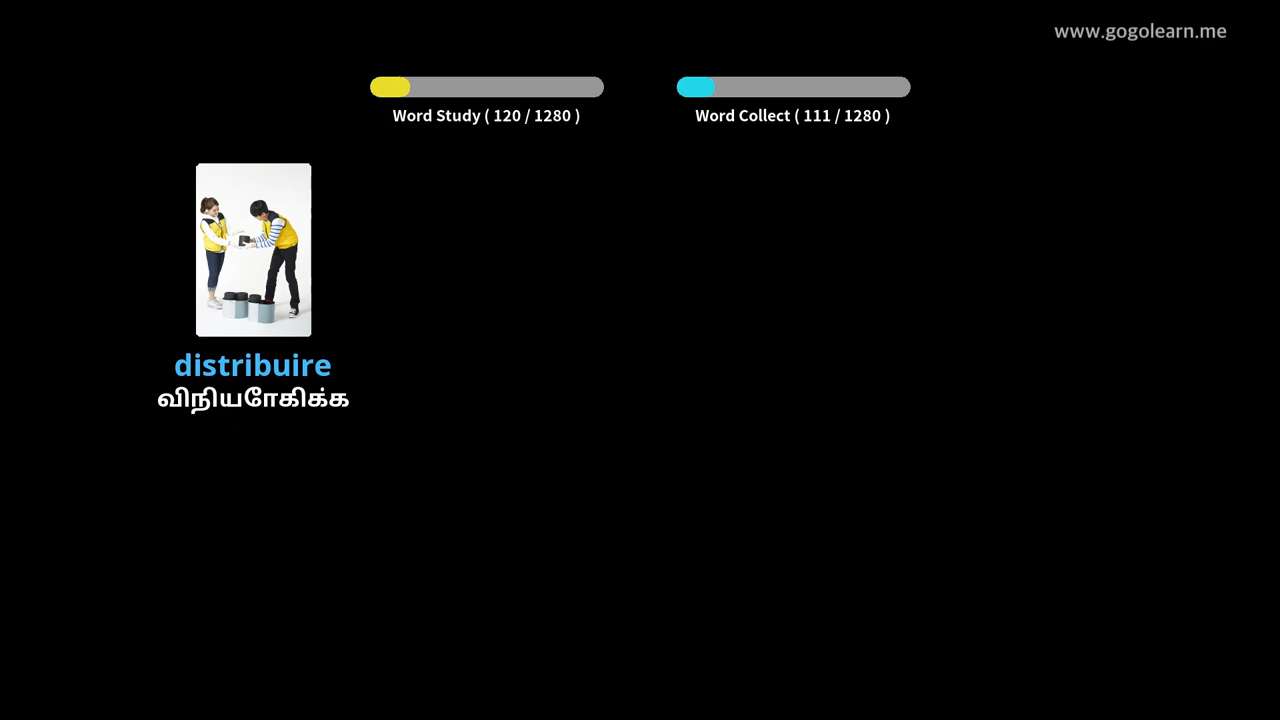 www.gogolearn.me
Word Study ( 120 / 1280 )
Word Collect ( 111 / 1280 )
distribuire
விநியோகிக்க